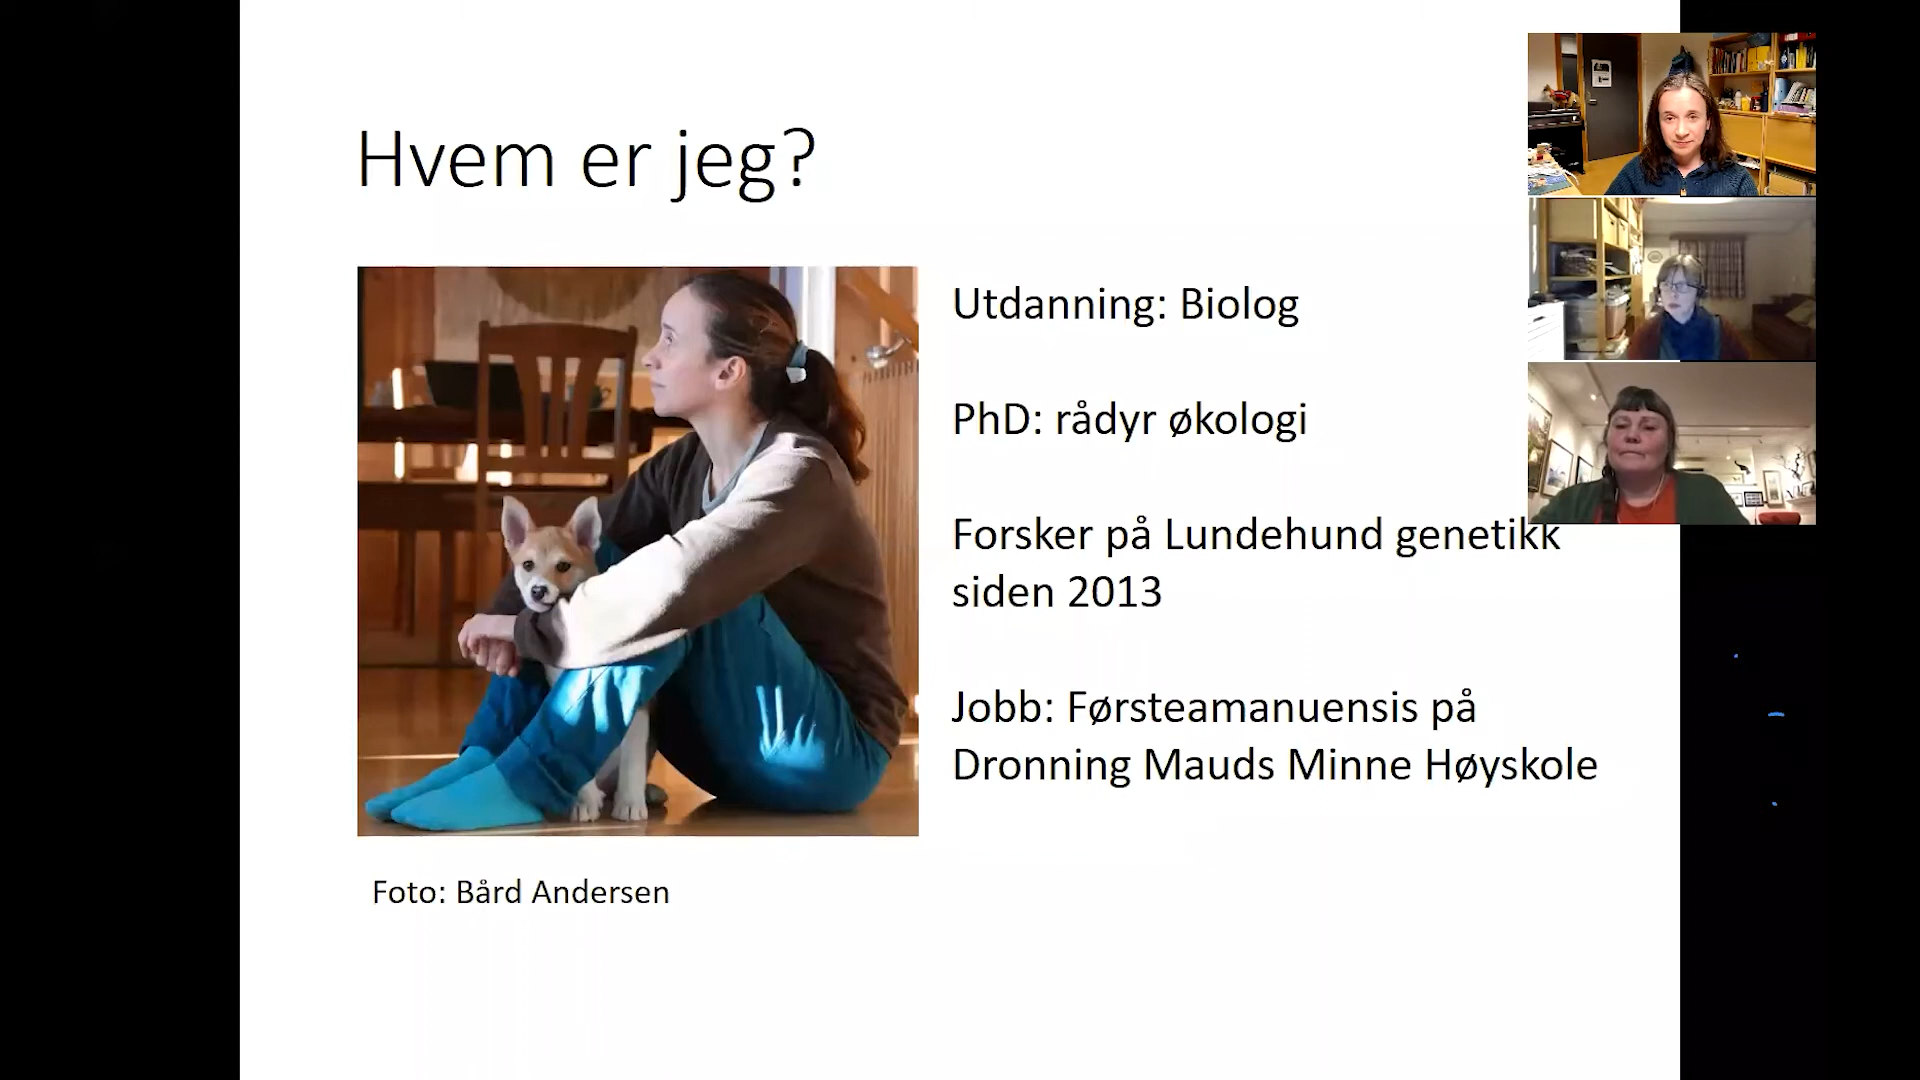 Hvem er jeg?
Utdanning: Biolog
PhD: rådyr økologi
Forsker på Lundehund genetikk
siden 2013
Jobb: Førsteamanuensis på
Dronning Mauds Minne Høyskole
Foto: Bård Andersen